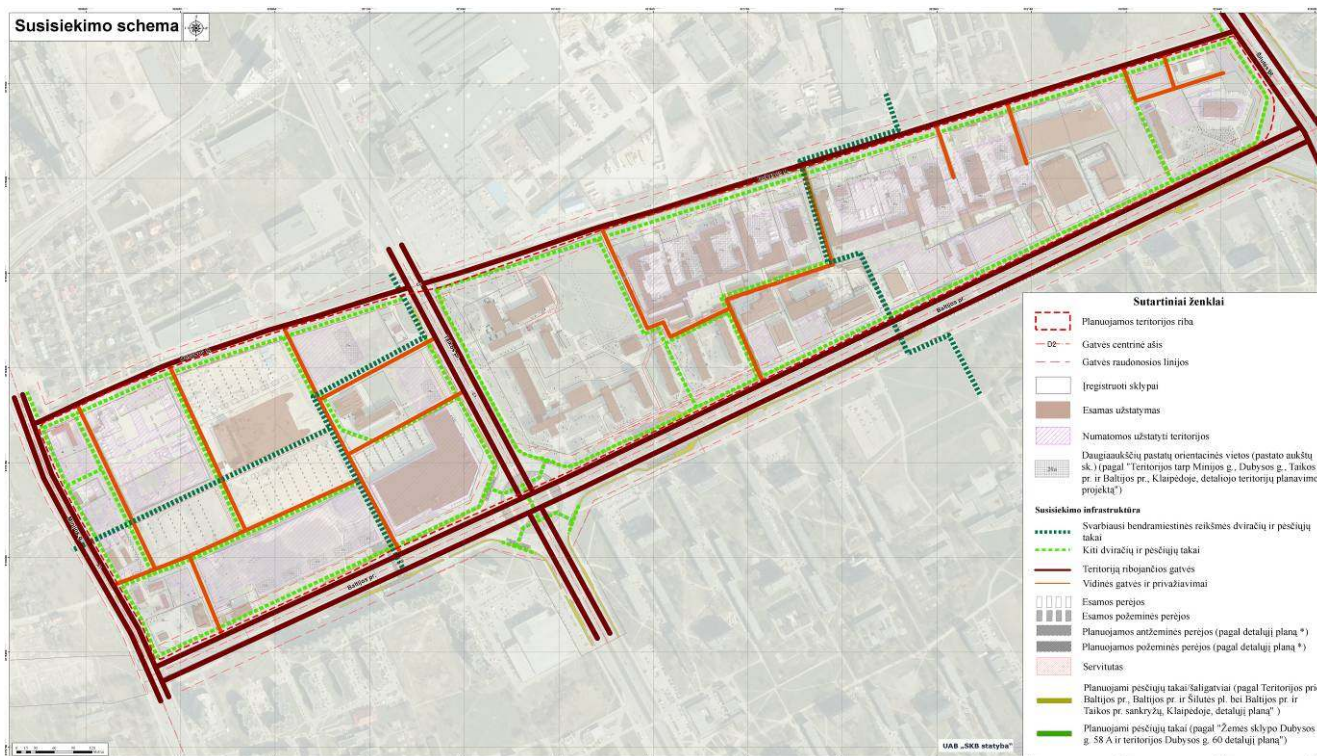 Susisiekimo schema
Baltijos pr.
Baltijos pr.
Sutartiniai ženklai
Planuojamos teritorijos riba
D2 Gatvės centrinė ašis
Gatvės raudonosios linijos
Įregistruoti sklypai
Esamas užstatymas
Numatomos užstatyti teritorijos
Daugiaaukščių pastatų orientacinės vietos (pastato aukštų
sk.) (pagal "Teritorijos tarp Minijos g., Dubysos g., Taikos
pr. ir Baltijos pr., Klaipėdoje, detaliojo teritorijų planavimo
projektą")
Susisiekimo infrastruktūra
Svarbiausi bendramiestinės reikšmės dviračių ir pėsčiųjų
takai
Kiti dviračių ir pėsčiųjų takai
Teritoriją ribojančios gatvės
Vidinės gatvės ir privažiavimai
Esamos perėjos
Esamos požeminės perėjos
Planuojamos antžeminės perėjos (pagal detalųjį planą *)
Planuojamos požeminės perėjos (pagal detalųjį planą *)
Servitutas
Planuojami pėsčiųjų takai/šaligatviai (pagal Teritorijos prie
Baltijos pr., Baltijos pr. ir Šilutės pl. bei Baltijos pr. ir
Taikos pr. sankryžų, Klaipėdoje, detalųjį planą" )
Planuojami pėsčiųjų takai (pagal "Žemės sklypo Dubysos
g. 58 A ir teritorijos Dubysos g. 60 detalųjį planą")
UAB „SKB statyba"